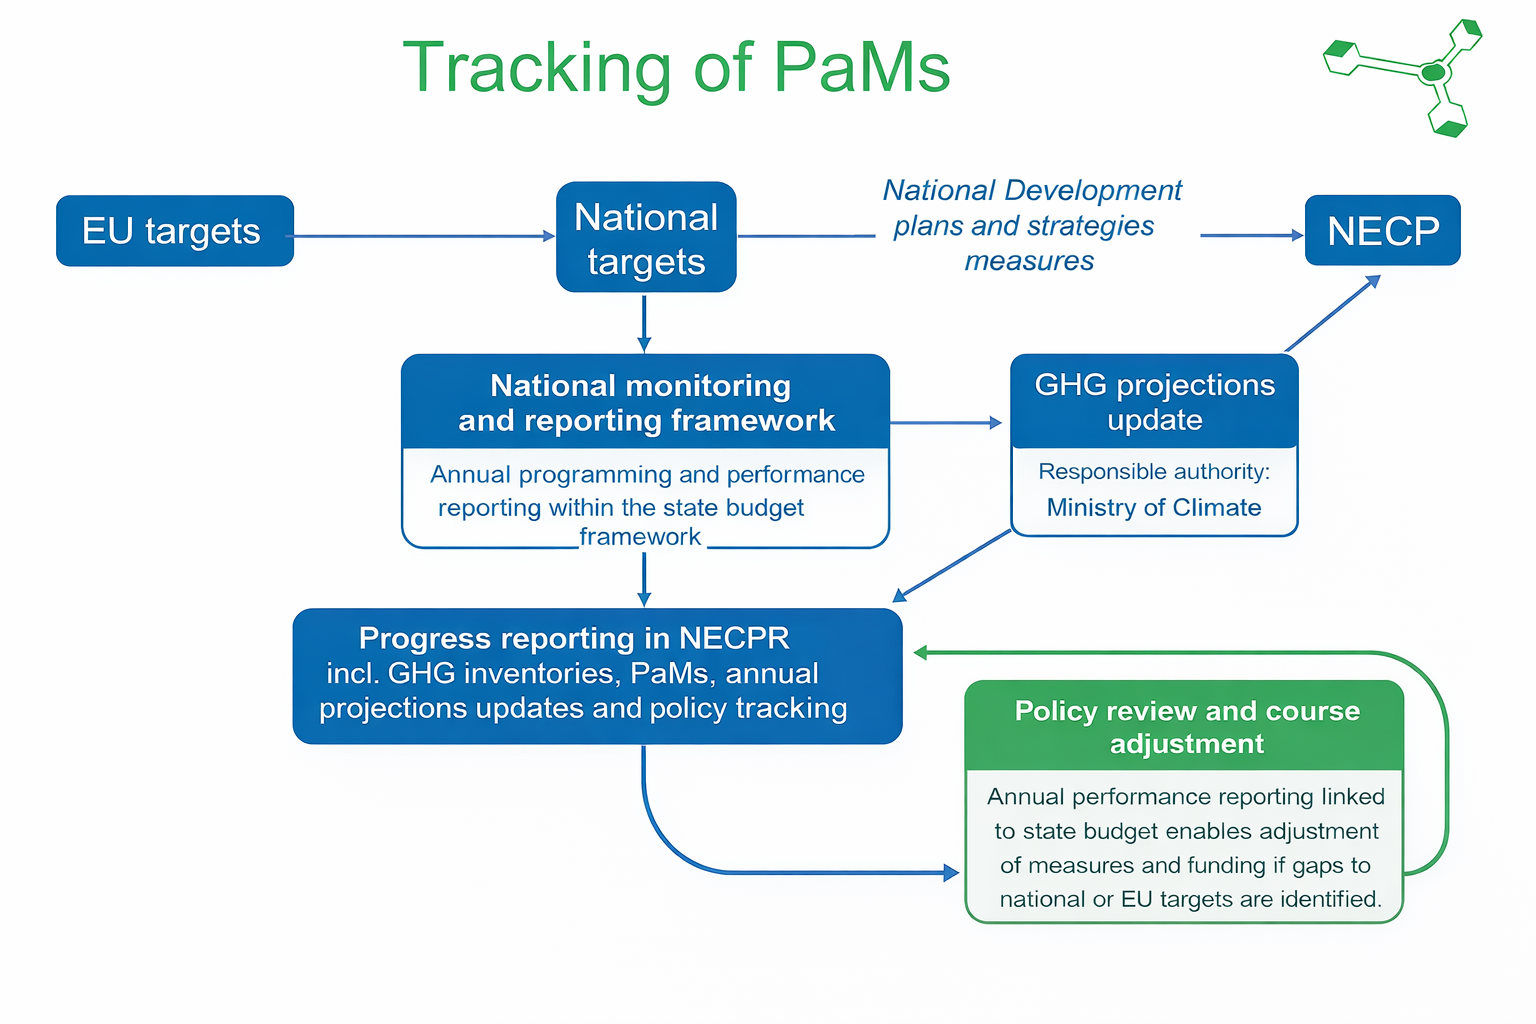 Tracking of PaMs
EU targets
National
targets
National Development
plans and strategies
measures
NECP
National monitoring
and reporting framework
Annual programming and performance
reporting within the state budget
framework
GHG projections
update
Responsible authority:
Ministry of Climate
Progress reporting in NECPR
incl. GHG inventories, PaMs, annual
projections updates and policy tracking
Policy review and course
adjustment
Annual performance reporting linked
to state budget enables adjustment
of measures and funding if gaps to
national or EU targets are identified.